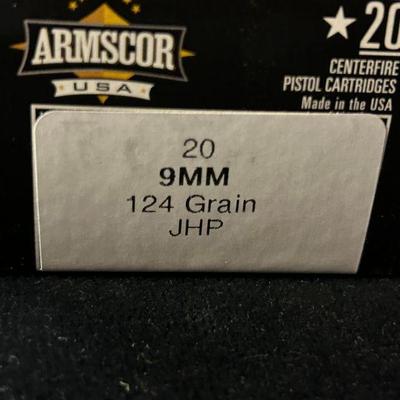 ARMSCOR
USA
★ 20
CENTERFIRE
PISTOL CARTRIDGES
Made in the USA
20
9MM
124 Grain
JHP